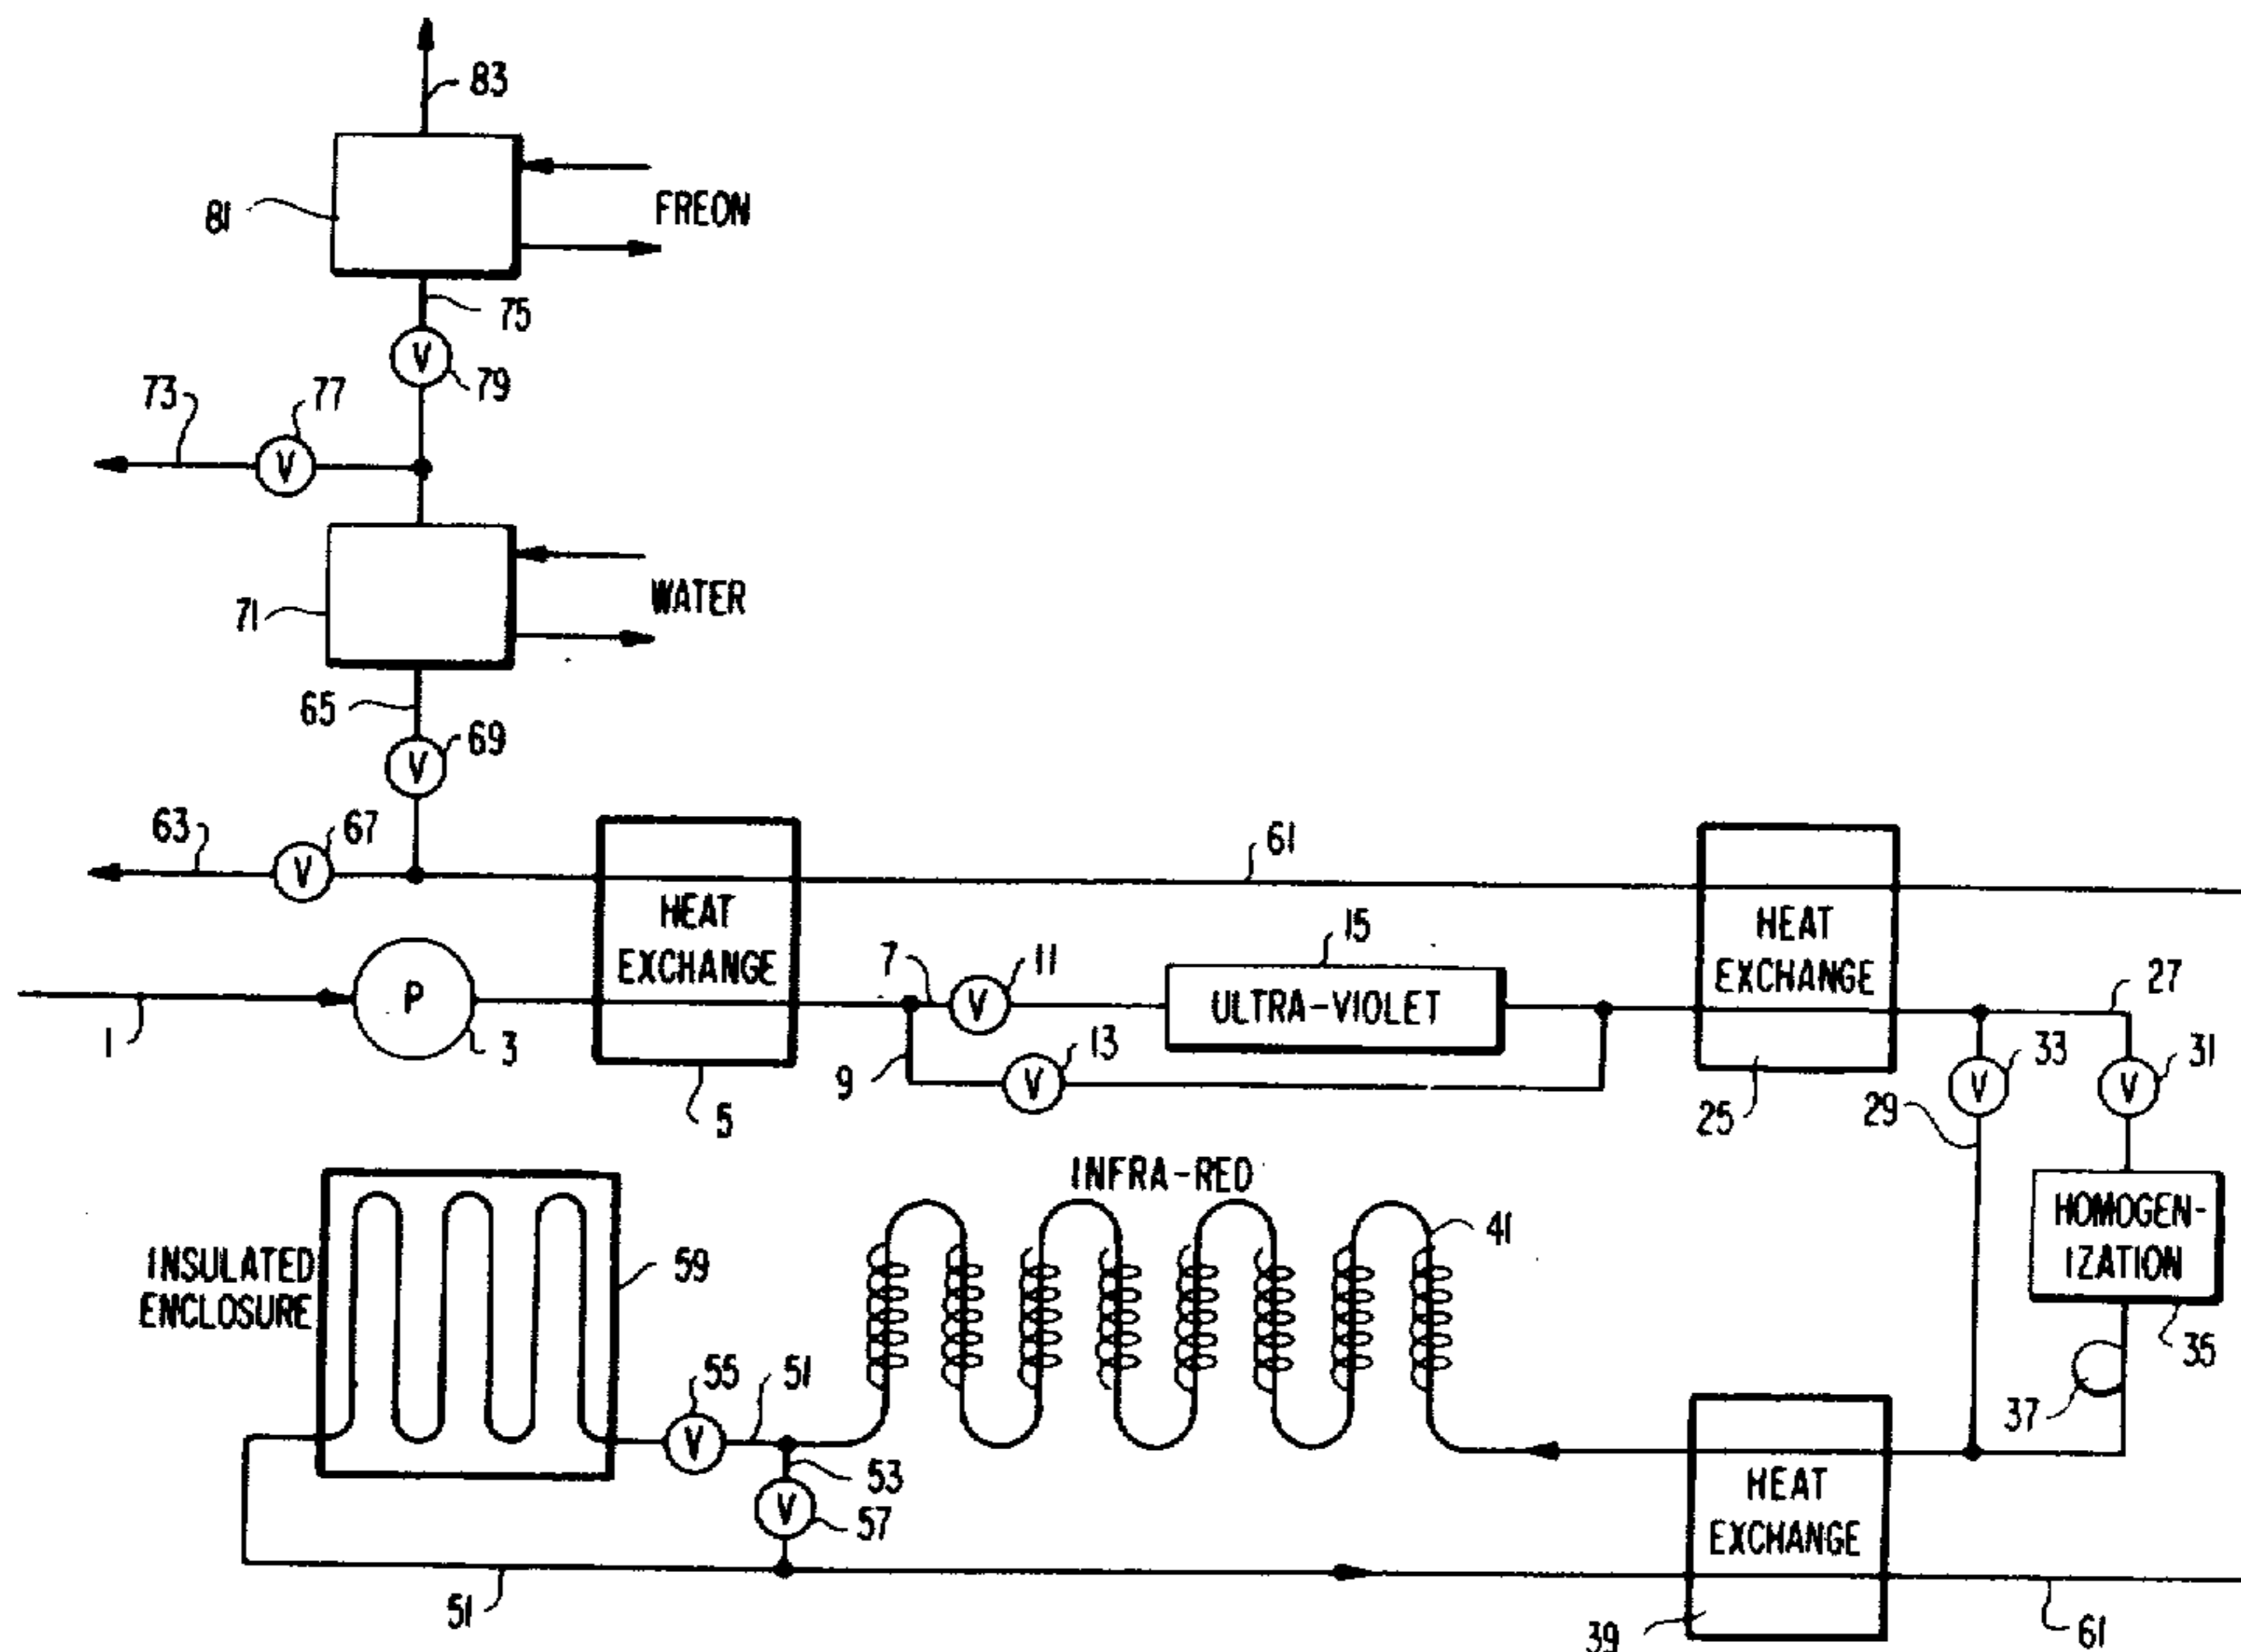 83
FREON
81
75
V
79
73
77
V
WATER
71
65
V
69
63
67
V
61
HEAT
EXCHANGE
HEAT
EXCHANGE
P
1
3
5
7
11
V
15
ULTRA-VIOLET
9
13
V
25
27
33
V
31
V
29
HOMOGEN-
IZATION
35
37
INFRA-RED
41
INSULATED
ENCLOSURE
59
55
V
51
53
V
57
51
HEAT
EXCHANGE
39
61